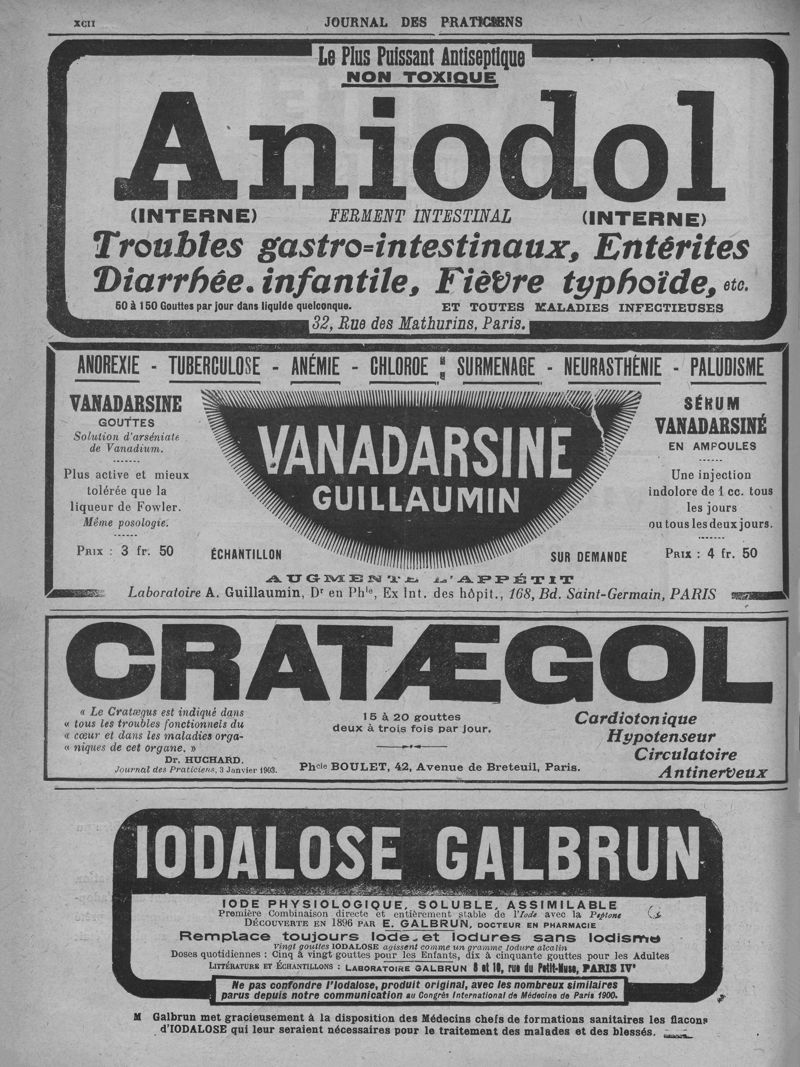 XCII
JOURNAL DES PRATICIENS
Le Plus Puissant Antiseptique
NON TOXIQUE
Aniodol
(INTERNE) FERMENT INTESTINAL (INTERNE)
Troubles gastro=intestinaux, Entérites
Diarrhée. infantile, Fièvre typhoïde, etc.
50 à 150 Gouttes par jour dans liquide quelconque. ET TOUTES MALADIES INFECTIEUSES
32, Rue des Mathurins, Paris.
ANOREXIE - TUBERCULOSE - ANÉMIE - CHLOROSE SURMENAGE - NEURASTHÉNIE - PALUDISME
VANADARSINE
GOUTTES
Solution d'arséniate
de Vanadium.
Plus active et mieux
tolérée que la
liqueur de Fowler.
Même posologie.
PRIX : 3 fr. 50
VANADARSINE
GUILLAUMIN
ÉCHANTILLON SUR DEMANDE
SÉRUM
VANADARSINÉ
EN AMPOULES
Une injection
indolore de 1 cc. tous
les jours
ou tous les deux jours.
PRIX : 4 fr. 50
AUGMENTE L'APPÉTIT
Laboratoire A. Guillaumin, Dr en Phie, Ex Int. des hôpit., 168, Bd. Saint-Germain, PARIS
CRATÆGOL
« Le Cratægus est indiqué dans
« tous les troubles fonctionnels du
« cœur et dans les maladies orga-
« niques de cet organe. »
Dr. HUCHARD.
Journal des Praticiens, 3 Janvier 1903.
15 à 20 gouttes
deux à trois fois par jour.
Phcie BOULET, 42, Avenue de Breteuil, Paris.
Cardiotonique
Hypotenseur
Circulatoire
Antinerveux
IODALOSE GALBRUN
IODE PHYSIOLOGIQUE, SOLUBLE, ASSIMILABLE
Première Combinaison directe et entièrement stable de l'Iode avec la Peptone
DÉCOUVERTE EN 1896 PAR E. GALBRUN, DOCTEUR EN PHARMACIE
Remplace toujours Iode et Iodures sans Iodisme
Vingt gouttes IODALOSE agissent comme un gramme Iodure alcalin
Doses quotidiennes : Cinq à vingt gouttes pour les Enfants, dix à cinquante gouttes pour les Adultes
LITTÉRATURE ET ÉCHANTILLONS : LABORATOIRE GALBRUN 8 et 10, rue du Petit-Musc, PARIS IVe
Ne pas confondre l'Iodalose, produit original, avec les nombreux similaires
parus depuis notre communication au Congrès International de Médecine de Paris 1900.
M Galbrun met gracieusement à la disposition des Médecins chefs de formations sanitaires les flacons
d'IODALOSE qui leur seraient nécessaires pour le traitement des malades et des blessés.